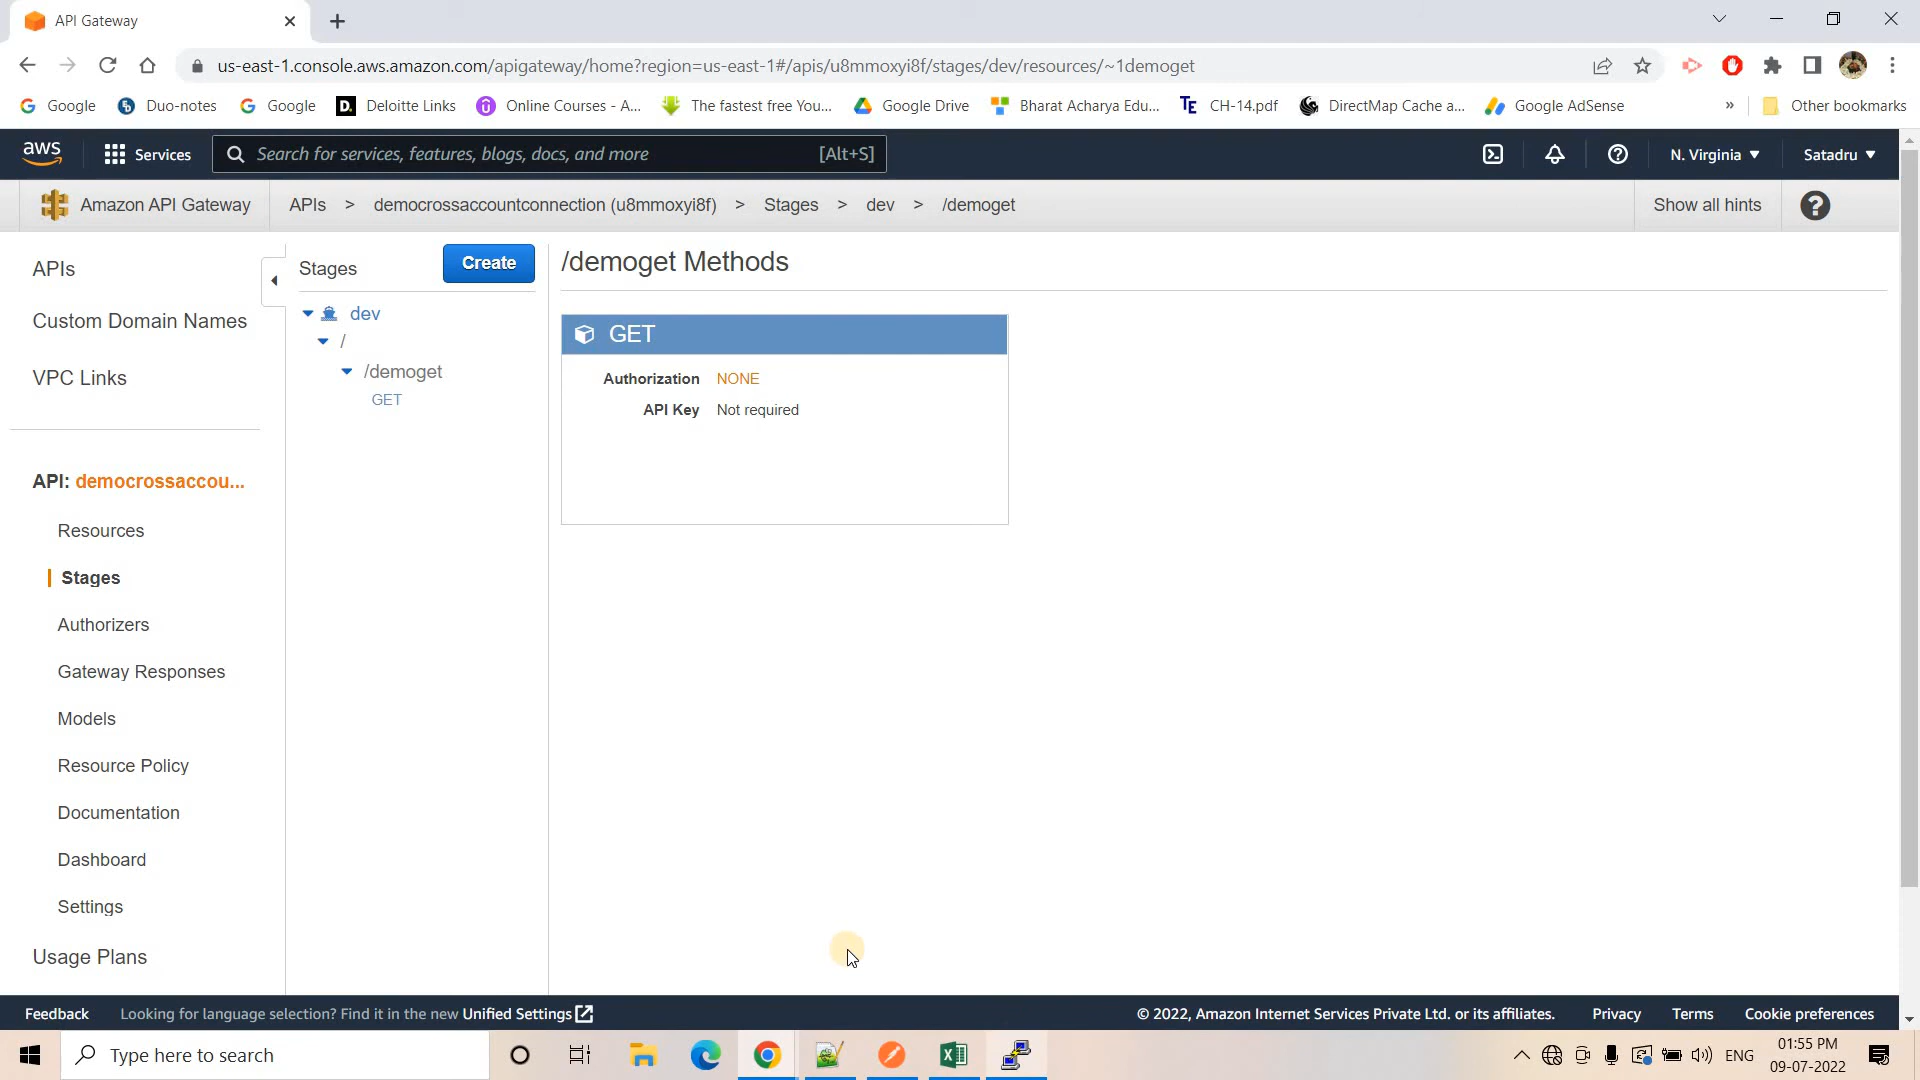 API Gateway
us-east-1.console.aws.amazon.com/apigateway/home?region=us-east-1#/apis/u8mmoxyi8f/stages/dev/resources/~1demoget
Google Duo-notes Google D. Deloitte Links Online Courses - A... The fastest free You... Google Drive Bharat Acharya Edu... TE CH-14.pdf DirectMap Cache a... Google AdSense » Other bookmarks
aws Services Search for services, features, blogs, docs, and more [Alt+S] N. Virginia Satadru
Amazon API Gateway APIs > democrossaccountconnection (u8mmoxyi8f) > Stages > dev > /demoget Show all hints
APIs
Custom Domain Names
VPC Links
API: democrossaccou...
Resources
Stages
Authorizers
Gateway Responses
Models
Resource Policy
Documentation
Dashboard
Settings
Usage Plans
Stages Create
dev
/
/demoget
GET
/demoget Methods
GET
Authorization NONE
API Key Not required
Feedback Looking for language selection? Find it in the new Unified Settings © 2022, Amazon Internet Services Private Ltd. or its affiliates. Privacy Terms Cookie preferences
Type here to search ENG 01:55 PM
09-07-2022